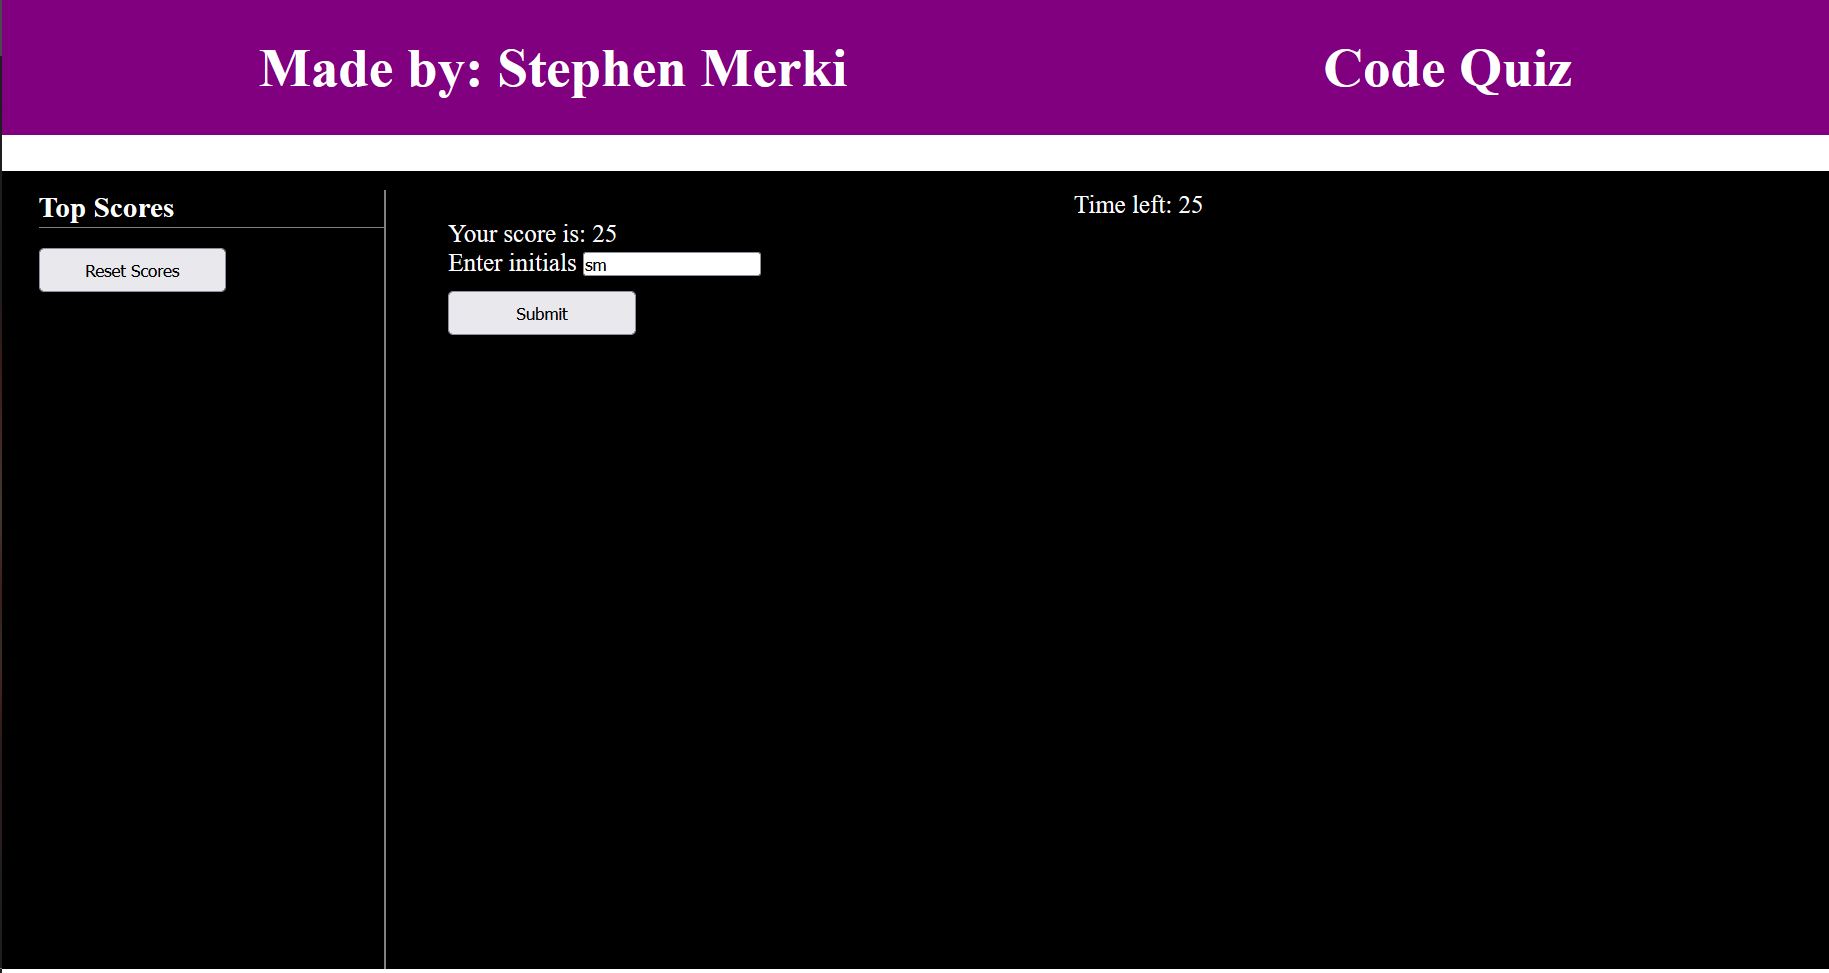 Made by: Stephen Merki
Code Quiz
Top Scores
Reset Scores
Time left: 25
Your score is: 25
Enter initials sm
Submit